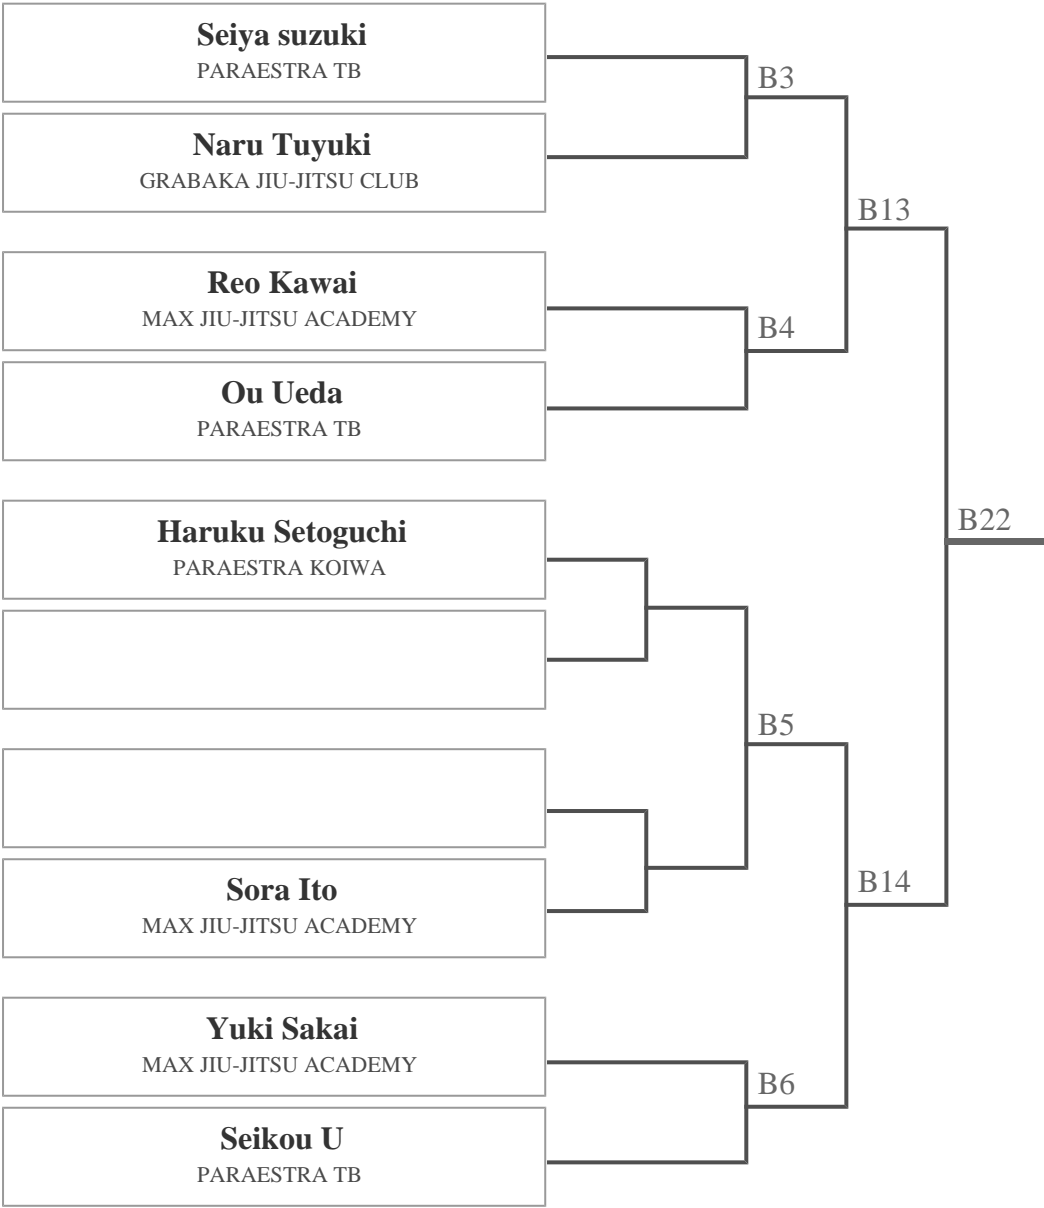 Seiya suzuki
PARAESTRA TB
B3
Naru Tuyuki
GRABAKA JIU-JITSU CLUB
B13
Reo Kawai
MAX JIU-JITSU ACADEMY
B4
Ou Ueda
PARAESTRA TB
Haruku Setoguchi
PARAESTRA KOIWA
B22
B5
Sora Ito
MAX JIU-JITSU ACADEMY
B14
Yuki Sakai
MAX JIU-JITSU ACADEMY
B6
Seikou U
PARAESTRA TB